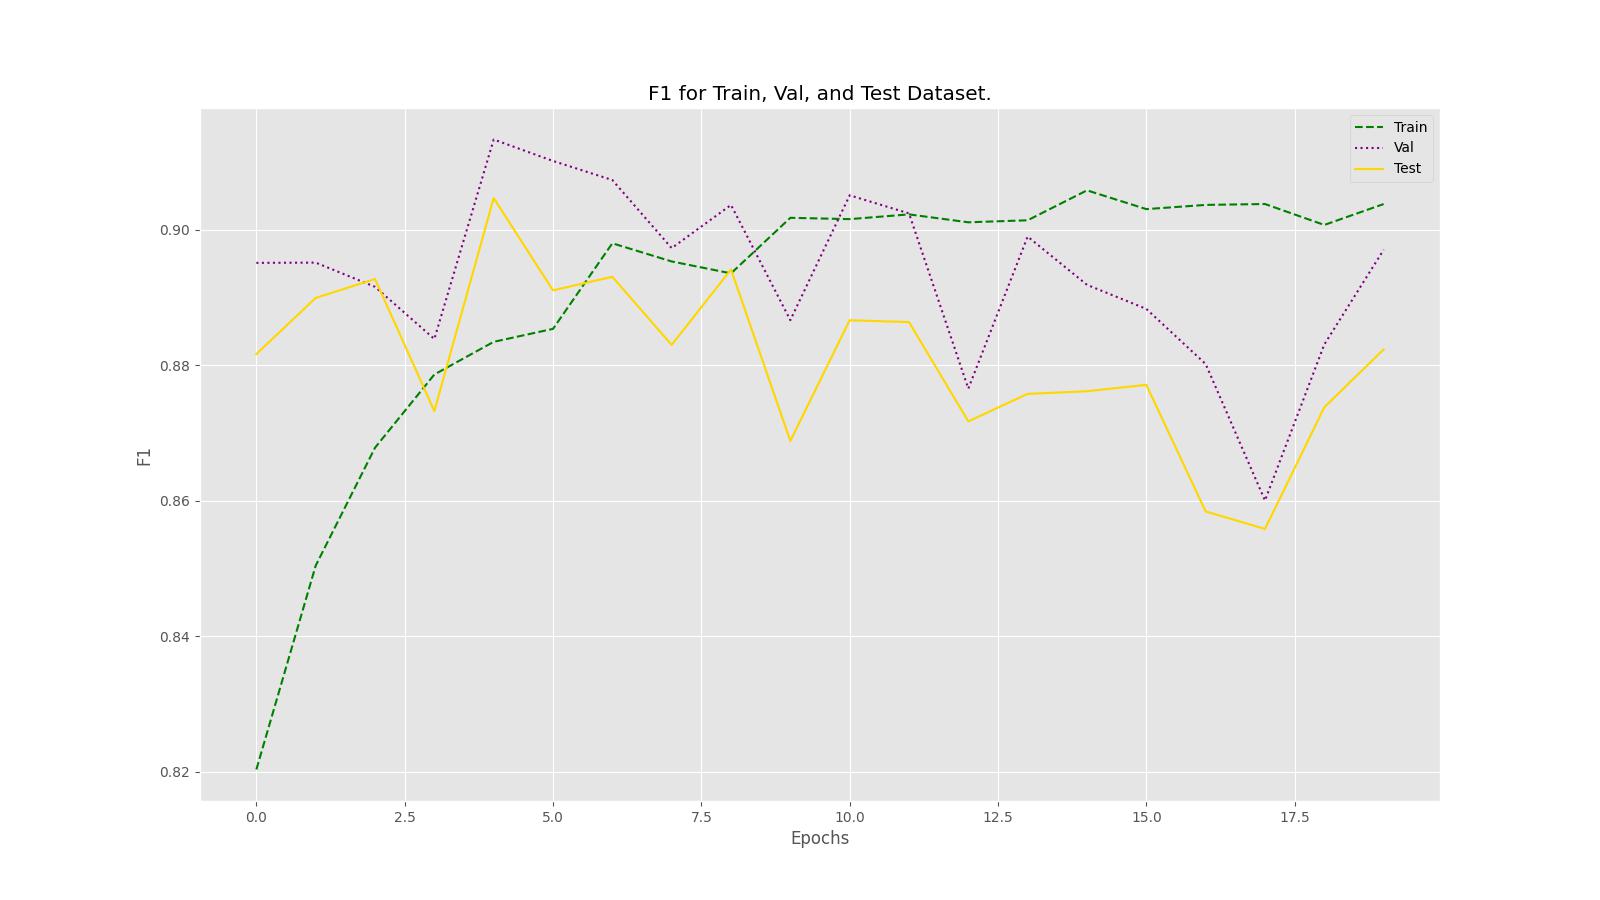 F1 for Train, Val, and Test Dataset.
Train
Val
Test
0.90
0.88
0.86
0.84
0.82
F1
0.0 2.5 5.0 7.5 10.0 12.5 15.0 17.5
Epochs